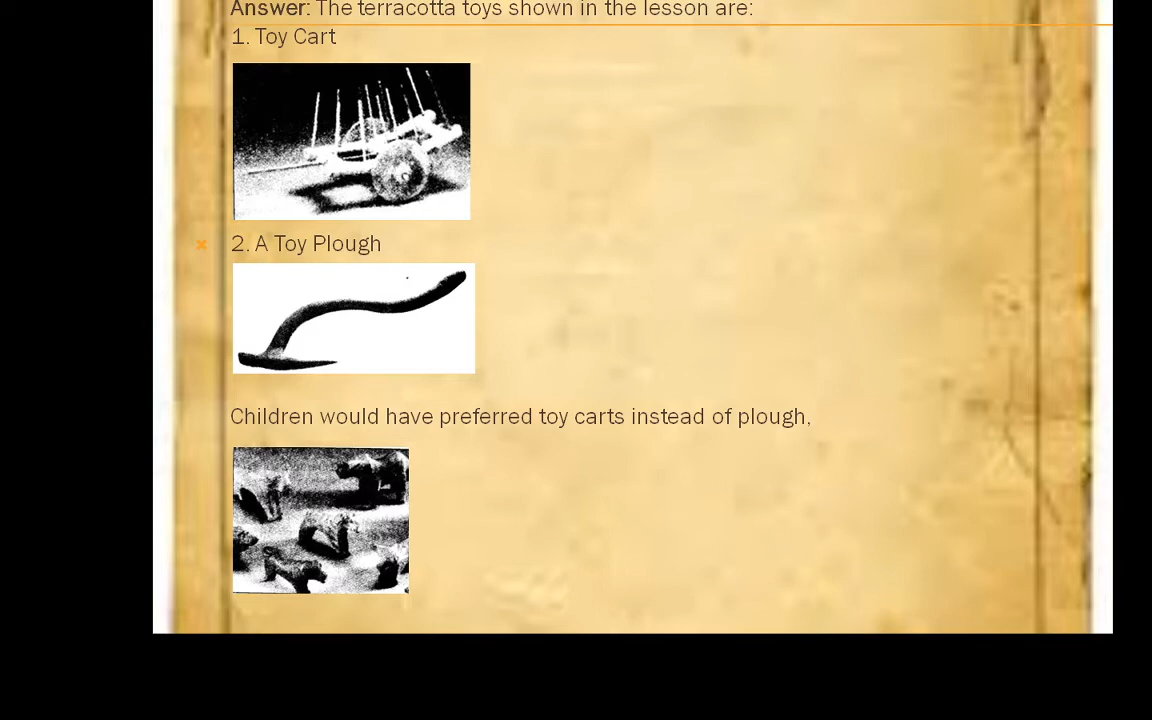 Answer: The terracotta toys shown in the lesson are:
1. Toy Cart
2. A Toy Plough
Children would have preferred toy carts instead of plough,